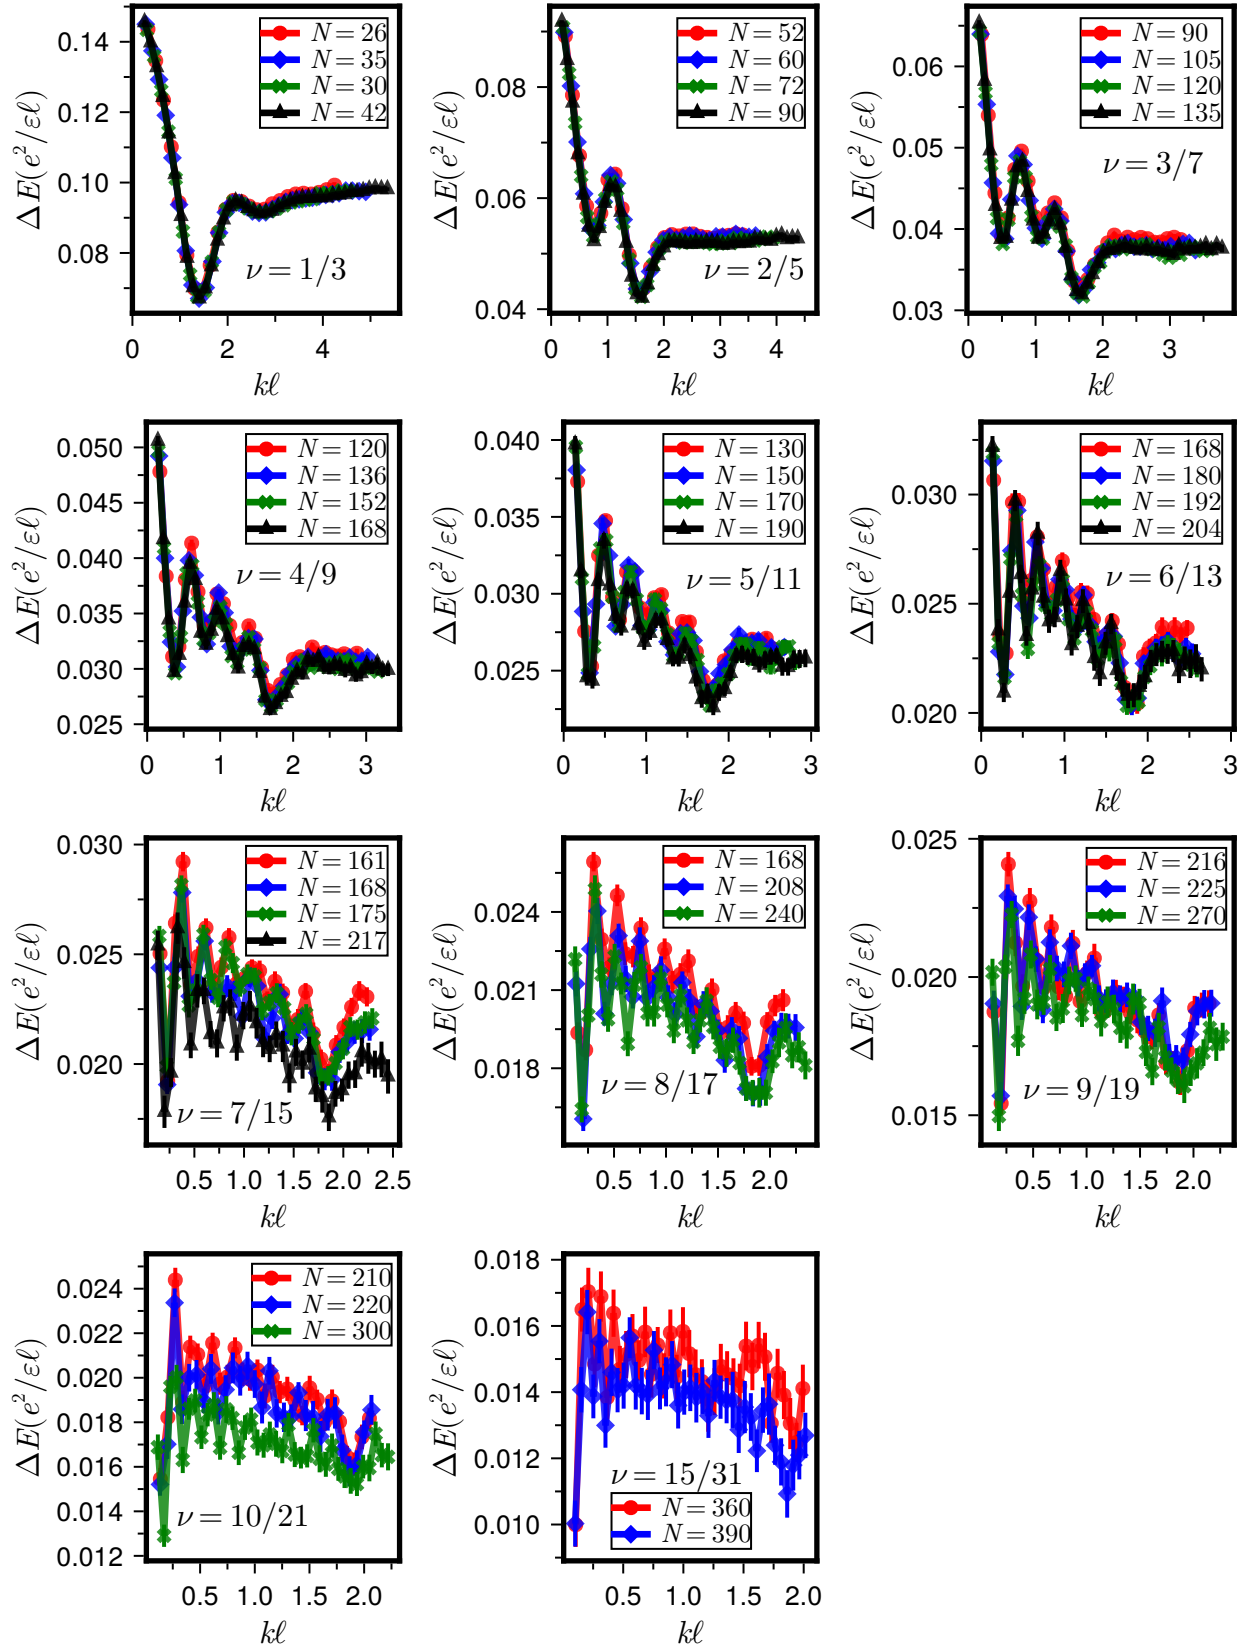 ΔE(e²/εℓ)
0.14
0.12
0.10
0.08
N = 26
N = 35
N = 30
N = 42
ν = 1/3
0 2 4
kℓ
ΔE(e²/εℓ)
0.08
0.06
0.04
N = 52
N = 60
N = 72
N = 90
ν = 2/5
0 1 2 3 4
kℓ
ΔE(e²/εℓ)
0.06
0.05
0.04
0.03
N = 90
N = 105
N = 120
N = 135
ν = 3/7
0 1 2 3
kℓ
ΔE(e²/εℓ)
0.050
0.045
0.040
0.035
0.030
0.025
N = 120
N = 136
N = 152
N = 168
ν = 4/9
0 1 2 3
kℓ
ΔE(e²/εℓ)
0.040
0.035
0.030
0.025
N = 130
N = 150
N = 170
N = 190
ν = 5/11
0 1 2 3
kℓ
ΔE(e²/εℓ)
0.030
0.025
0.020
N = 168
N = 180
N = 192
N = 204
ν = 6/13
0 1 2 3
kℓ
ΔE(e²/εℓ)
0.030
0.025
0.020
N = 161
N = 168
N = 175
N = 217
ν = 7/15
0.5 1.0 1.5 2.0 2.5
kℓ
ΔE(e²/εℓ)
0.024
0.021
0.018
N = 168
N = 208
N = 240
ν = 8/17
0.5 1.0 1.5 2.0
kℓ
ΔE(e²/εℓ)
0.025
0.020
0.015
N = 216
N = 225
N = 270
ν = 9/19
0.5 1.0 1.5 2.0
kℓ
ΔE(e²/εℓ)
0.024
0.022
0.020
0.018
0.016
0.014
0.012
N = 210
N = 220
N = 300
ν = 10/21
0.5 1.0 1.5 2.0
kℓ
ΔE(e²/εℓ)
0.018
0.016
0.014
0.012
0.010
ν = 15/31
N = 360
N = 390
0.5 1.0 1.5 2.0
kℓ